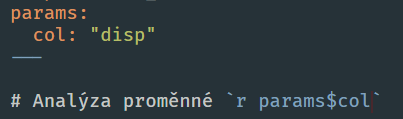 params:
  col: "disp"
---
# Analýza proměnné `r params$col`